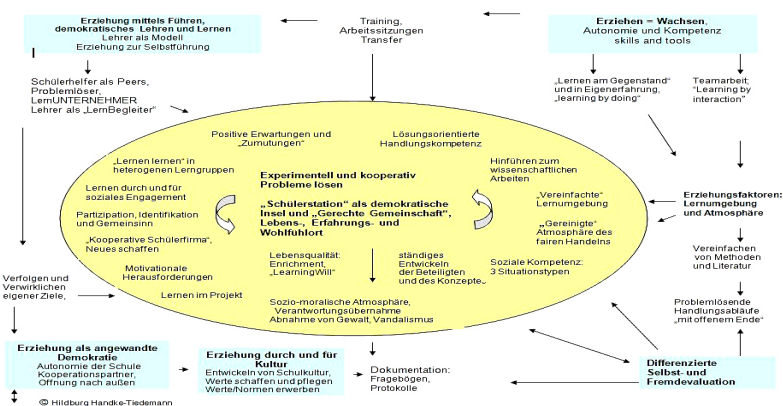 Erziehung mittels Führen,
demokratisches Lehren und Lernen
Lehrer als Modell
Erziehung zur Selbstführung
Training,
Arbeitssitzungen
Transfer
Erziehen = Wachsen,
Autonomie und Kompetenz
skills and tools
Schülerhelfer als Peers,
Problemlöser,
LernUNTERNEHMER
Lehrer als „LernBegleiter“
„Lernen am Gegenstand“
und in Eigenerfahrung,
„learning by doing“
Teamarbeit;
“Learning by
interaction”
Positive Erwartungen und
„Zumutungen“
Lösungsorientierte
Handlungskompetenz
„Lernen lernen“ in
heterogenen Lerngruppen
Lernen durch und für
soziales Engagement
Partizipation, Identifikation
und Gemeinsinn
„Kooperative Schülerfirma“,
Neues schaffen
Motivationale
Herausforderungen
Lernen im Projekt
Experimentell und kooperativ
Probleme lösen
„Schülerstation“ als demokratische
Insel und „Gerechte Gemeinschaft“,
Lebens-, Erfahrungs- und
Wohlfühlort
Hinführen zum
wissenschaftlichen
Arbeiten
„Vereinfachte“
Lernumgebung
„Gereinigte“
Atmosphäre des
fairen Handelns
Soziale Kompetenz:
3 Situationstypen
Lebensqualität:
Enrichment,
„LearningWill“
ständiges
Entwickeln
der Beteiligten
und des Konzeptes
Sozio-moralische Atmosphäre,
Verantwortungsübernahme
Abnahme von Gewalt, Vandalismus
Erziehungsfaktoren:
Lernumgebung
und Atmosphäre
Vereinfachen
von Methoden
und Literatur
Problemlösende
Handlungsabläufe
„mit offenem Ende“
Verfolgen und
Verwirklichen
eigener Ziele,
Erziehung als angewandte
Demokratie
Autonomie der Schule
Kooperationspartner,
Öffnung nach außen
Erziehung durch und für
Kultur
Entwickeln von Schulkultur,
Werte schaffen und pflegen
Werte/Normen erwerben
Dokumentation:
Fragebögen,
Protokolle
Differenzierte
Selbst- und
Fremdevaluation
© Hildburg Handke-Tiedemann